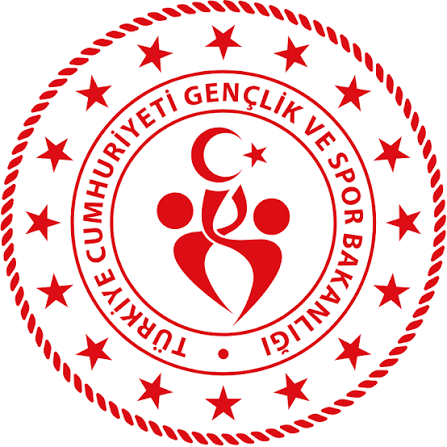 TÜRKİYE CUMHURİYETİ GENÇLİK VE SPOR BAKANLIĞI